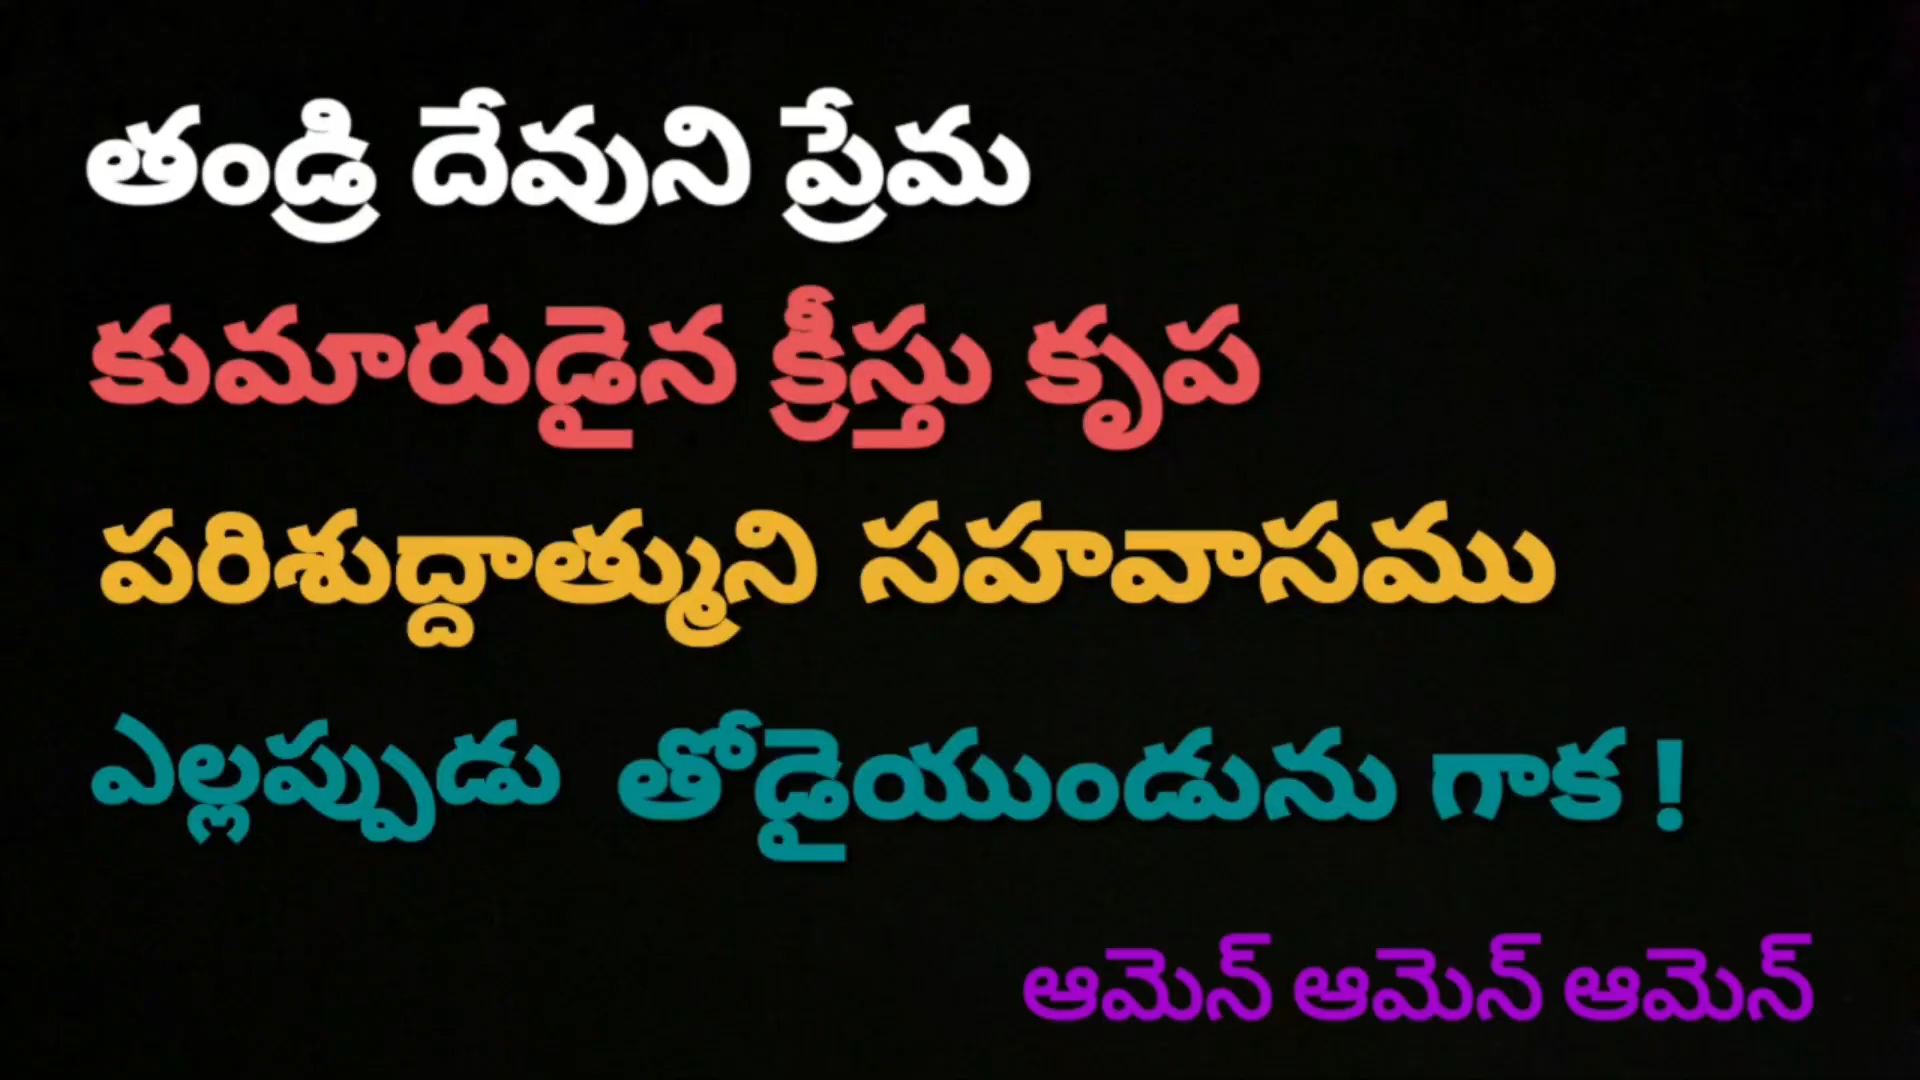 తండ్రి దేవుని ప్రేమ
కుమారుడైన క్రీస్తు కృప
పరిశుద్దాత్ముని సహవాసము
ఎల్లప్పుడు తోడైయుండును గాక !
ఆమెన్ ఆమెన్ ఆమెన్